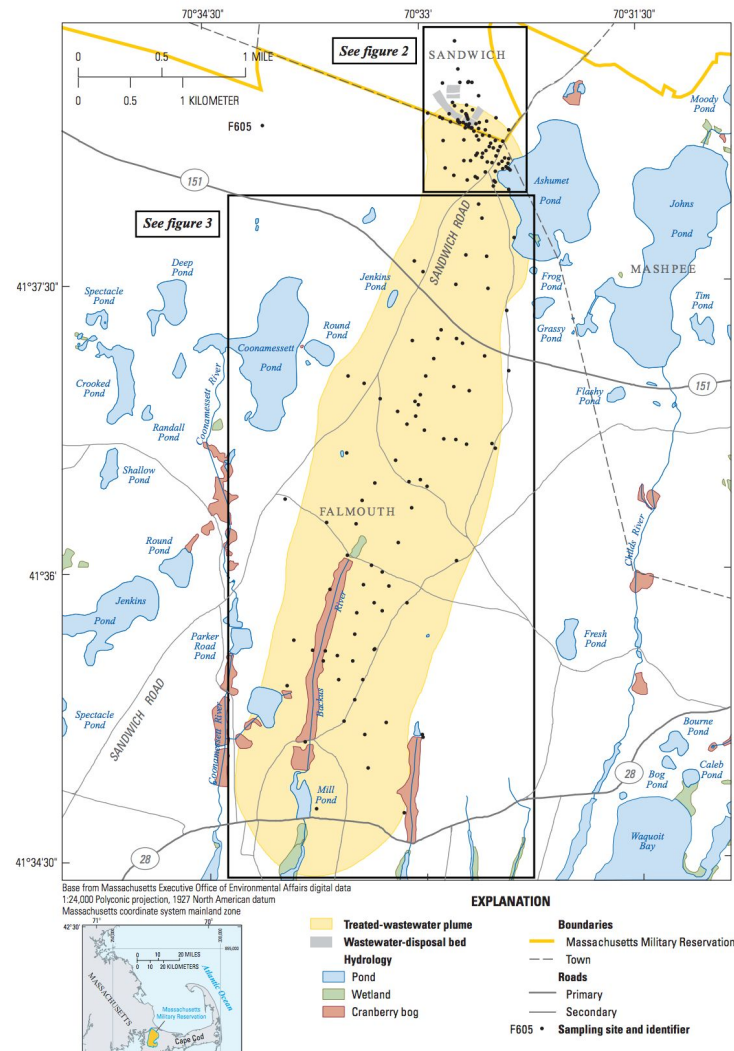 70°34'30"
70°33'
70°31'30"
0 0.5 1 MILE
0 0.5 1 KILOMETER
See figure 2
SANDWICH
F605
Moody
Pond
151
Ashumet
Pond
Johns
Pond
See figure 3
SANDWICH ROAD
MASHPEE
Deep
Pond
Jenkins
Pond
Frog
Pond
41°37'30"
Spectacle
Pond
Tim
Pond
Round
Pond
Grassy
Pond
Coonamessett
Pond
Coonamessett River
Crooked
Pond
151
Flashy
Pond
Randall
Pond
Shallow
Pond
FALMOUTH
Childs River
Round
Pond
41°36'
Jenkins
Pond
River
Parker
Road
Pond
Fresh
Pond
SANDWICH ROAD
Backus
Spectacle
Pond
Coonamessett River
Bourne
Pond
28
Bog
Pond
Caleb
Pond
Mill
Pond
Waquoit
Bay
28
41°34'30"
Base from Massachusetts Executive Office of Environmental Affairs digital data
1:24,000 Polyconic projection, 1927 North American datum
Massachusetts coordinate system mainland zone
42°30'
71°
70°
0 10 20 MILES
0 10 20 KILOMETERS
MASSACHUSETTS
Atlantic Ocean
Massachusetts
Military Reservation
Cape Cod
EXPLANATION
Treated-wastewater plume
Wastewater-disposal bed
Hydrology
Pond
Wetland
Cranberry bog
Boundaries
Massachusetts Military Reservation
Town
Roads
Primary
Secondary
F605 • Sampling site and identifier